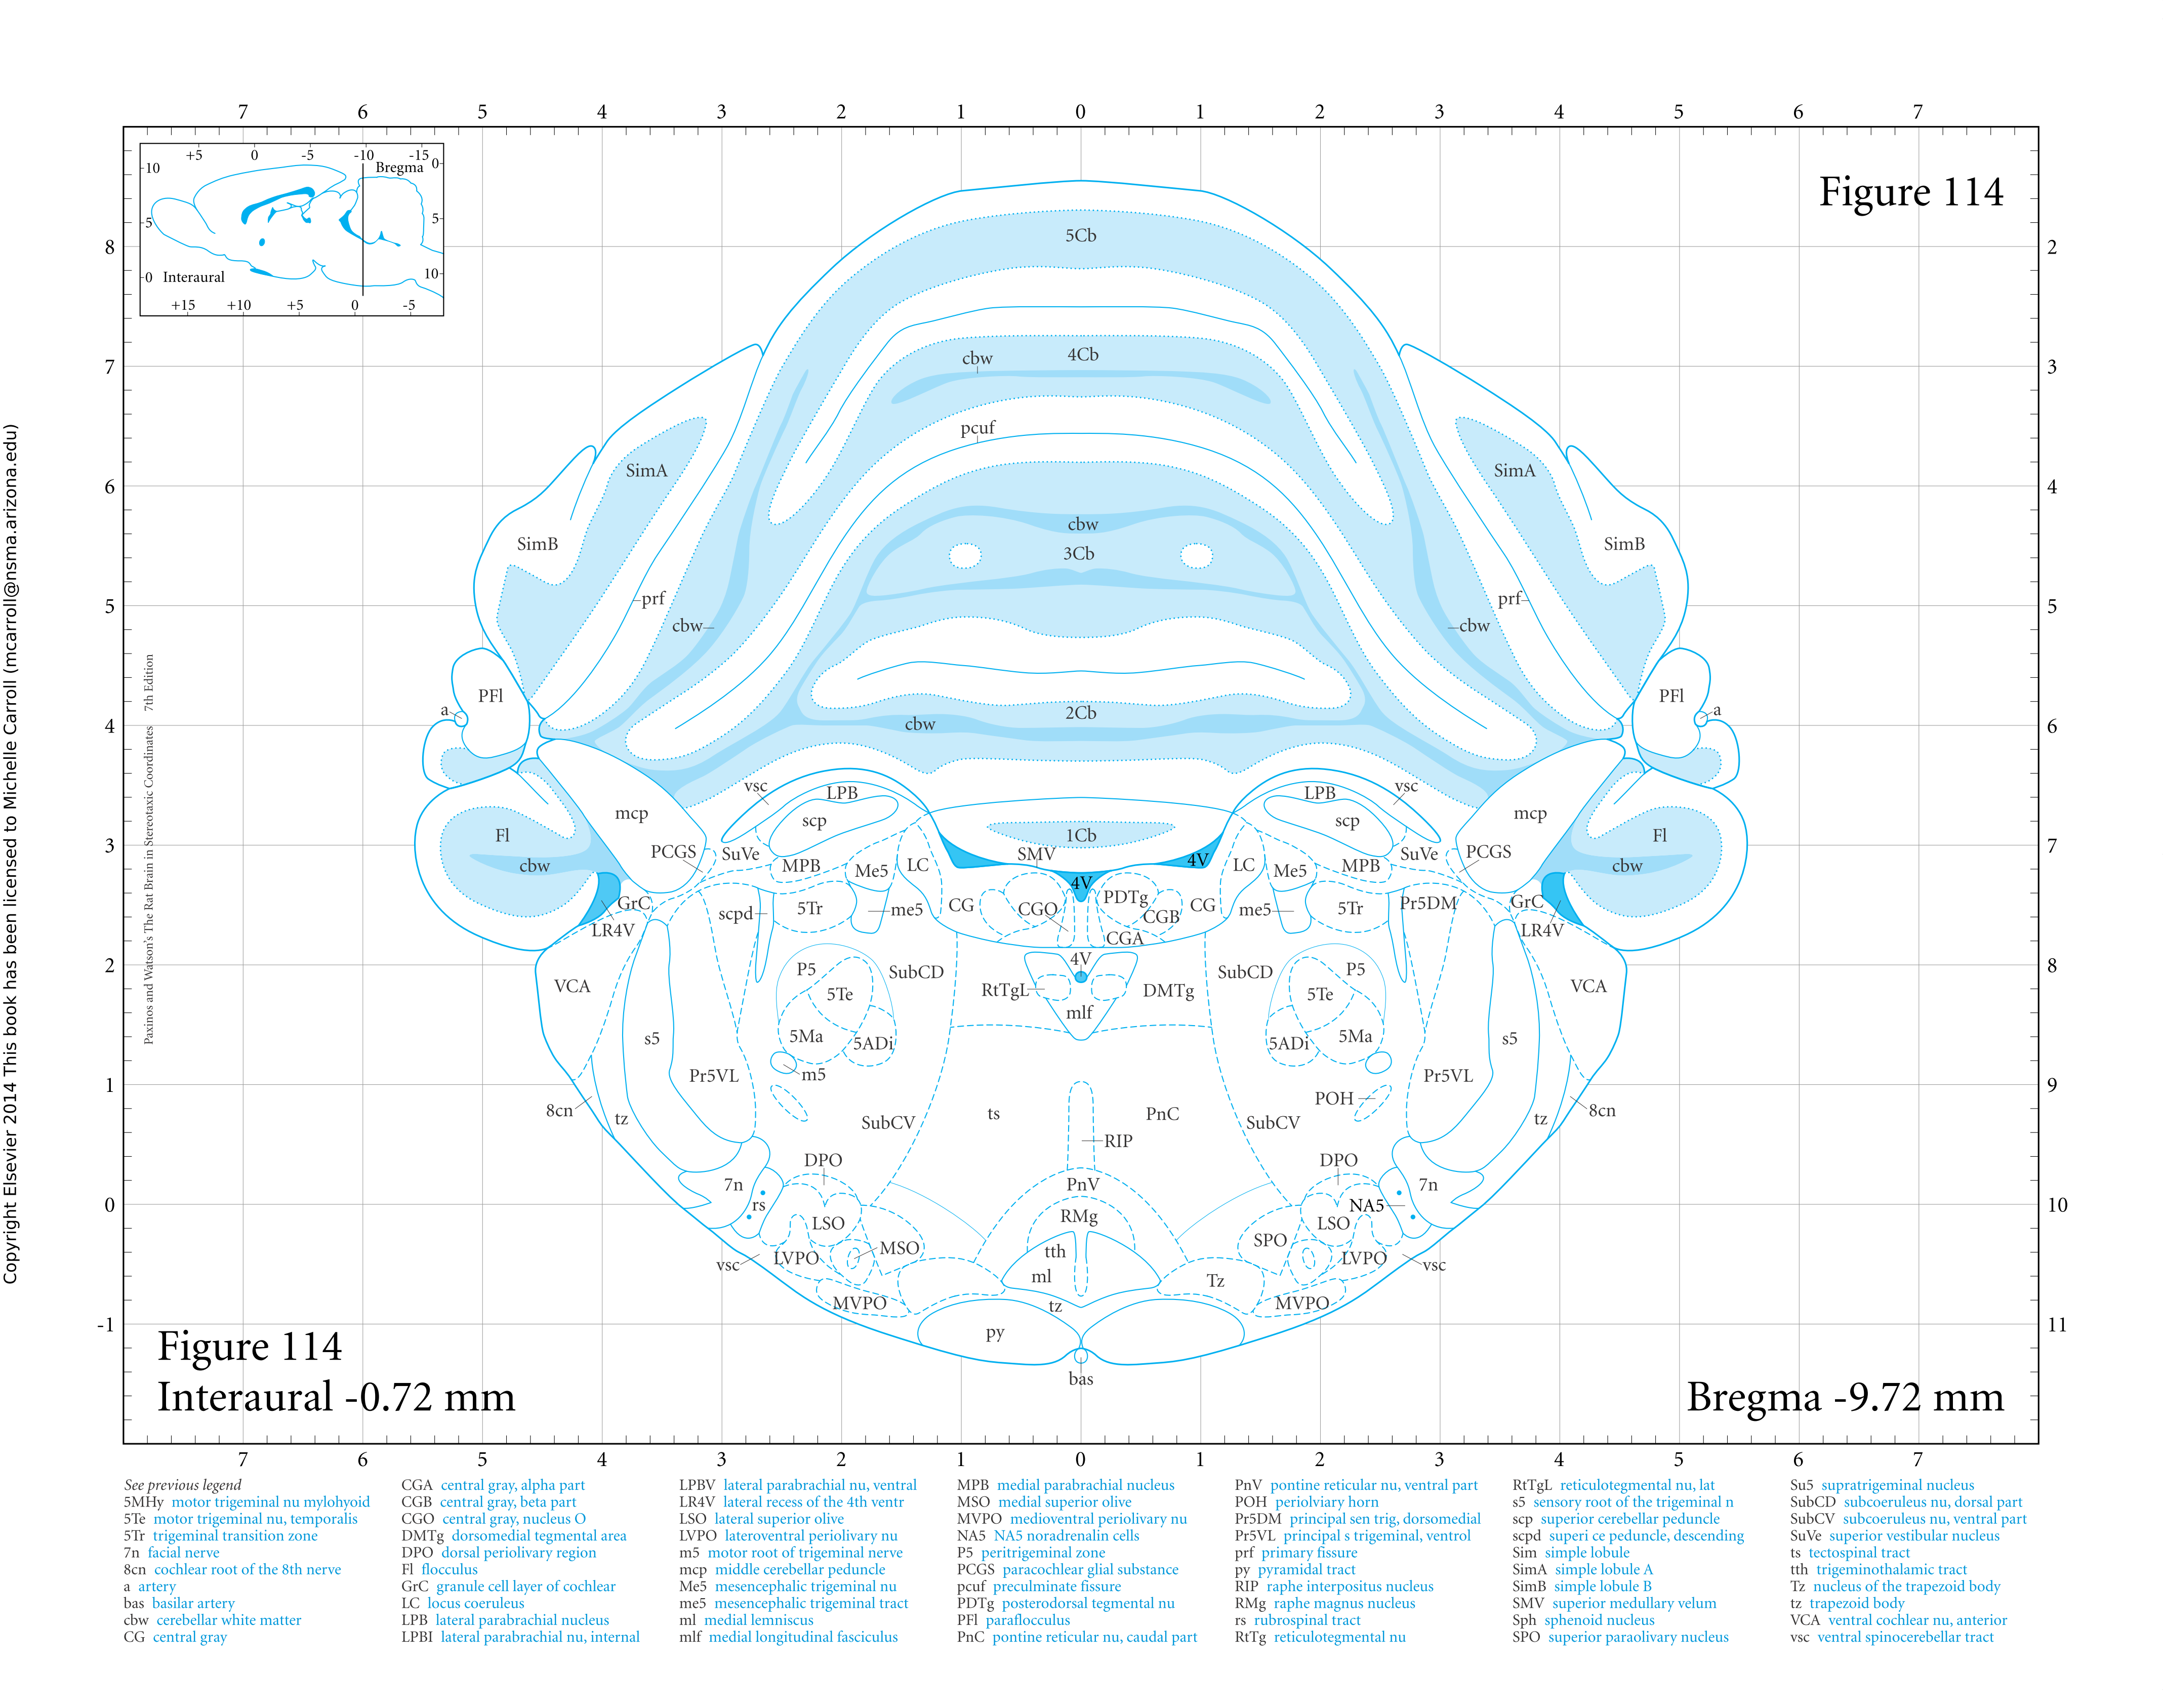 7 6 5 4 3 2 1 0 1 2 3 4 5 6 7
+5 0 -5 -10 -15
Bregma 0
10
5 5
0 Interaural 10
+15 +10 +5 0 -5
Figure 114
8 2
7 3
6 4
5 5
4 6
3 7
2 8
1 9
0 10
-1 11
5Cb
cbw 4Cb
pcuf
SimA SimA
cbw
SimB 3Cb SimB
prf prf
cbw cbw
PFl PFl
a a
2Cb
cbw
vsc LPB LPB vsc
mcp scp scp mcp
Fl 1Cb Fl
PCGS SuVe SMV 4V SuVe PCGS
cbw MPB Me5 LC LC Me5 MPB cbw
4V
GrC scpd 5Tr me5 CG CGO PDTg CGB CG me5 5Tr Pr5DM GrC
LR4V CGA LR4V
4V
VCA P5 SubCD SubCD P5 VCA
5Te RtTgL DMTg 5Te
mlf
s5 5Ma 5ADi 5ADi 5Ma s5
Pr5VL m5 Pr5VL
8cn POH 8cn
tz SubCV ts PnC SubCV tz
RIP
DPO DPO
7n PnV 7n
rs LSO RMg LSO NA5
MSO tth SPO
vsc LVPO ml Tz LVPO vsc
MVPO tz MVPO
py
bas
Figure 114
Interaural -0.72 mm
Bregma -9.72 mm
7 6 5 4 3 2 1 0 1 2 3 4 5 6 7
Copyright Elsevier 2014 This book has been licensed to Michelle Carroll (mcarroll@nsma.arizona.edu)
Paxinos and Watson's The Rat Brain in Stereotaxic Coordinates 7th Edition
See previous legend
5MHy motor trigeminal nu mylohyoid
5Te motor trigeminal nu, temporalis
5Tr trigeminal transition zone
7n facial nerve
8cn cochlear root of the 8th nerve
a artery
bas basilar artery
cbw cerebellar white matter
CG central gray
CGA central gray, alpha part
CGB central gray, beta part
CGO central gray, nucleus O
DMTg dorsomedial tegmental area
DPO dorsal periolivary region
Fl flocculus
GrC granule cell layer of cochlear
LC locus coeruleus
LPB lateral parabrachial nucleus
LPBI lateral parabrachial nu, internal
LPBV lateral parabrachial nu, ventral
LR4V lateral recess of the 4th ventr
LSO lateral superior olive
LVPO lateroventral periolivary nu
m5 motor root of trigeminal nerve
mcp middle cerebellar peduncle
Me5 mesencephalic trigeminal nu
me5 mesencephalic trigeminal tract
ml medial lemniscus
mlf medial longitudinal fasciculus
MPB medial parabrachial nucleus
MSO medial superior olive
MVPO medioventral periolivary nu
NA5 NA5 noradrenalin cells
P5 peritrigeminal zone
PCGS paracochlear glial substance
pcuf preculminate fissure
PDTg posterodorsal tegmental nu
PFl paraflocculus
PnC pontine reticular nu, caudal part
PnV pontine reticular nu, ventral part
POH periolviary horn
Pr5DM principal sen trig, dorsomedial
Pr5VL principal s trigeminal, ventrol
prf primary fissure
py pyramidal tract
RIP raphe interpositus nucleus
RMg raphe magnus nucleus
rs rubrospinal tract
RtTg reticulotegmental nu
RtTgL reticulotegmental nu, lat
s5 sensory root of the trigeminal n
scp superior cerebellar peduncle
scpd superi ce peduncle, descending
Sim simple lobule
SimA simple lobule A
SimB simple lobule B
SMV superior medullary velum
Sph sphenoid nucleus
SPO superior paraolivary nucleus
Su5 supratrigeminal nucleus
SubCD subcoeruleus nu, dorsal part
SubCV subcoeruleus nu, ventral part
SuVe superior vestibular nucleus
ts tectospinal tract
tth trigeminothalamic tract
Tz nucleus of the trapezoid body
tz trapezoid body
VCA ventral cochlear nu, anterior
vsc ventral spinocerebellar tract